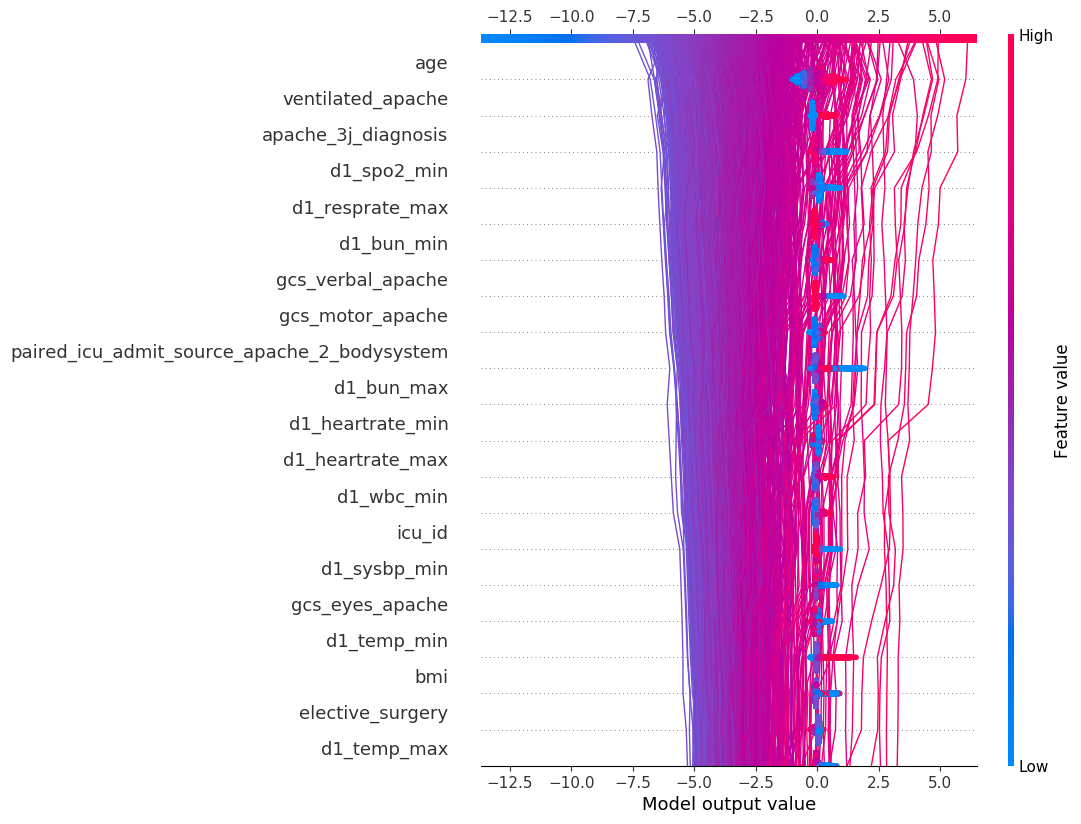 −12.5 −10.0 −7.5 −5.0 −2.5 0.0 2.5 5.0
High
age
ventilated_apache
apache_3j_diagnosis
d1_spo2_min
d1_resprate_max
d1_bun_min
gcs_verbal_apache
gcs_motor_apache
paired_icu_admit_source_apache_2_bodysystem
d1_bun_max
d1_heartrate_min
d1_heartrate_max
d1_wbc_min
icu_id
d1_sysbp_min
gcs_eyes_apache
d1_temp_min
bmi
elective_surgery
d1_temp_max
Feature value
Low
−12.5 −10.0 −7.5 −5.0 −2.5 0.0 2.5 5.0
Model output value